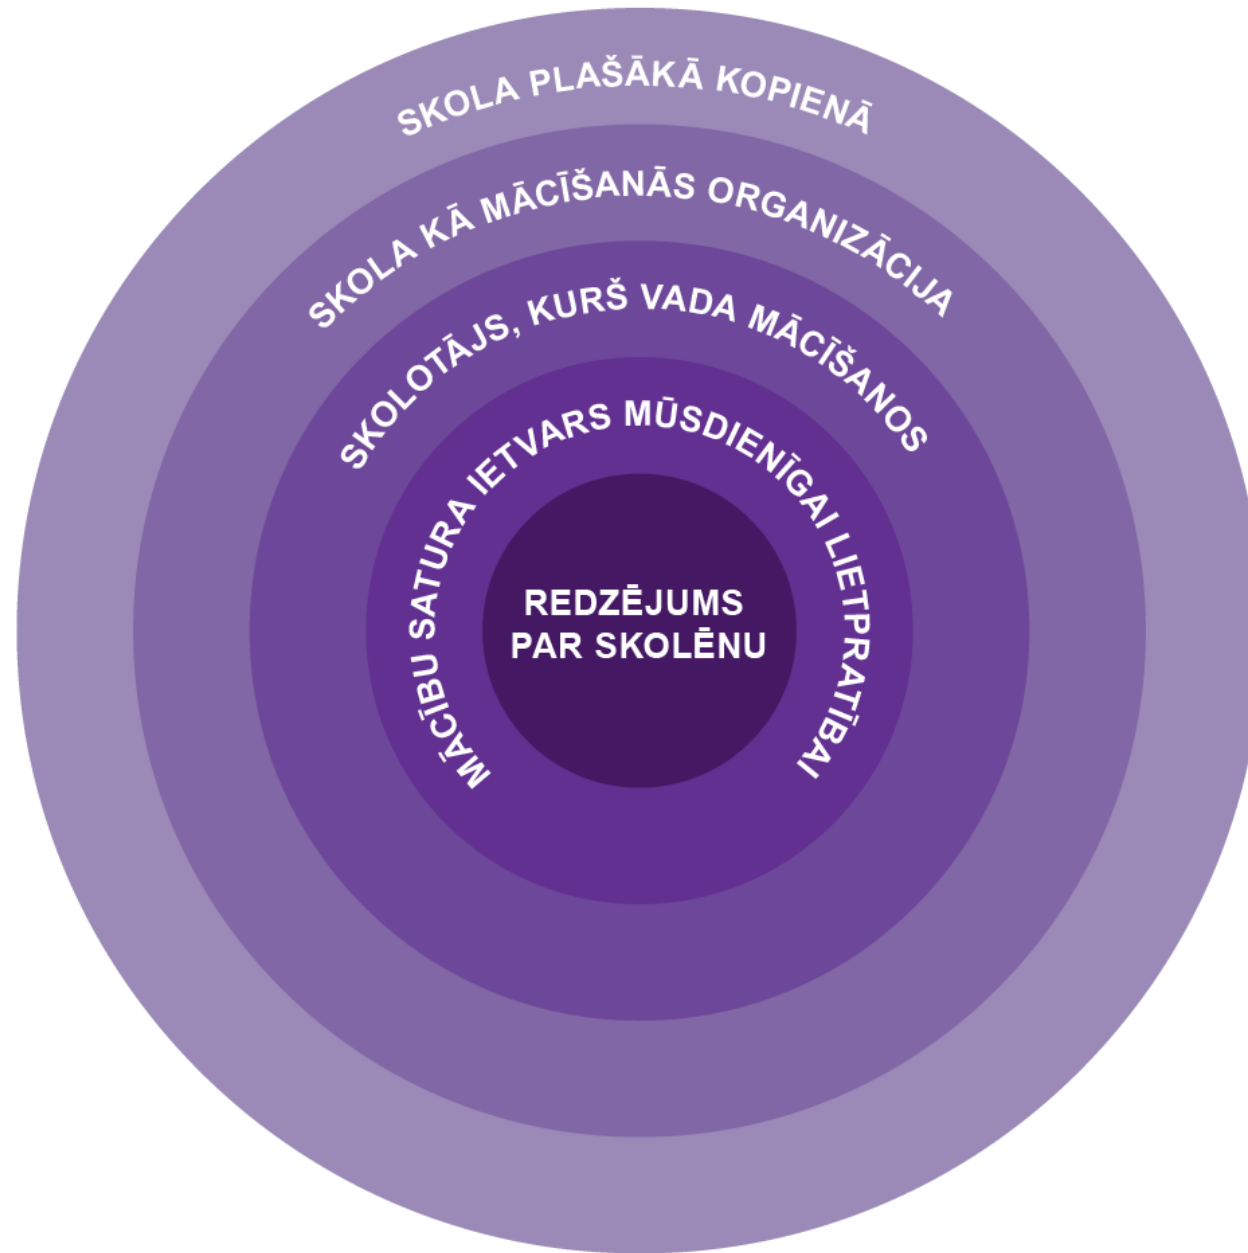 SKOLA PLAŠĀKĀ KOPIENĀ
SKOLA KĀ MĀCĪŠANĀS ORGANIZĀCIJA
SKOLOTĀJS, KURŠ VADA MĀCĪŠANOS
MĀCĪBU SATURA IETVARS MŪSDIENĪGAI LIETPRATĪBAI
REDZĒJUMS
PAR SKOLĒNU